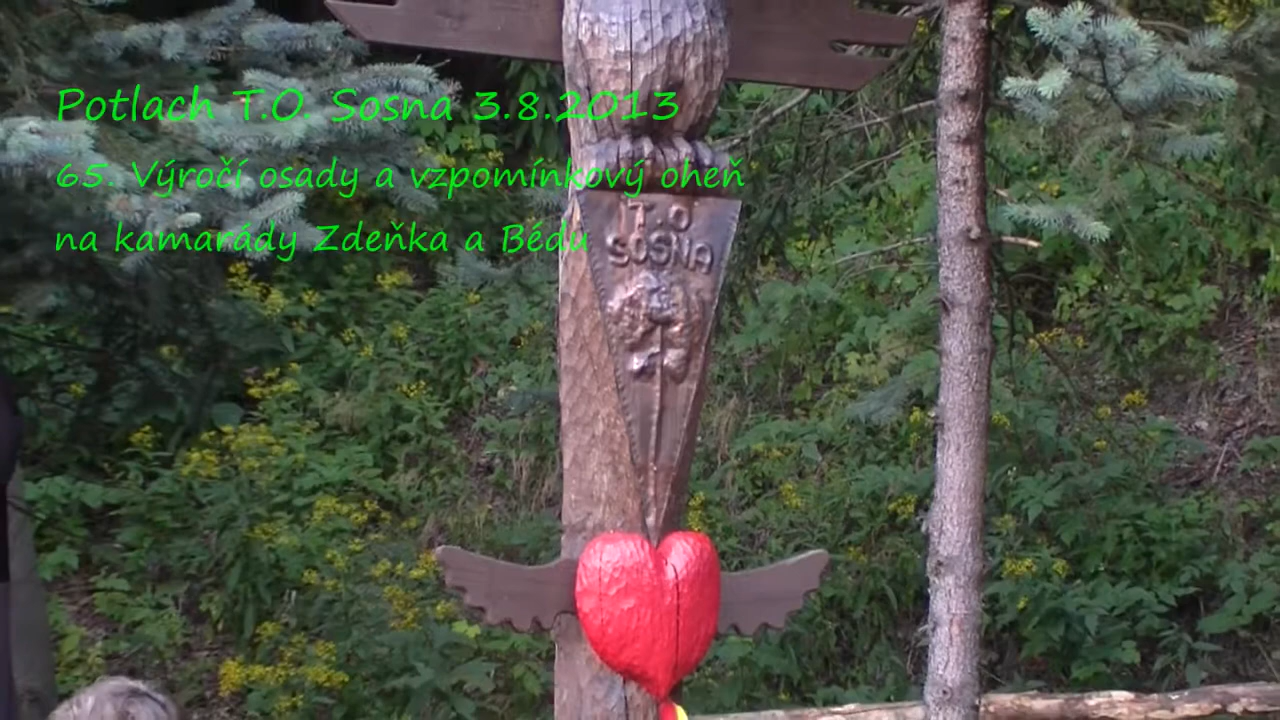 Potlach T.O. Sosna 3.8.2013
65. Výročí osady a vzpomínkový oheň
na kamarády Zdeňka a Bédu
T.O
SOSNA